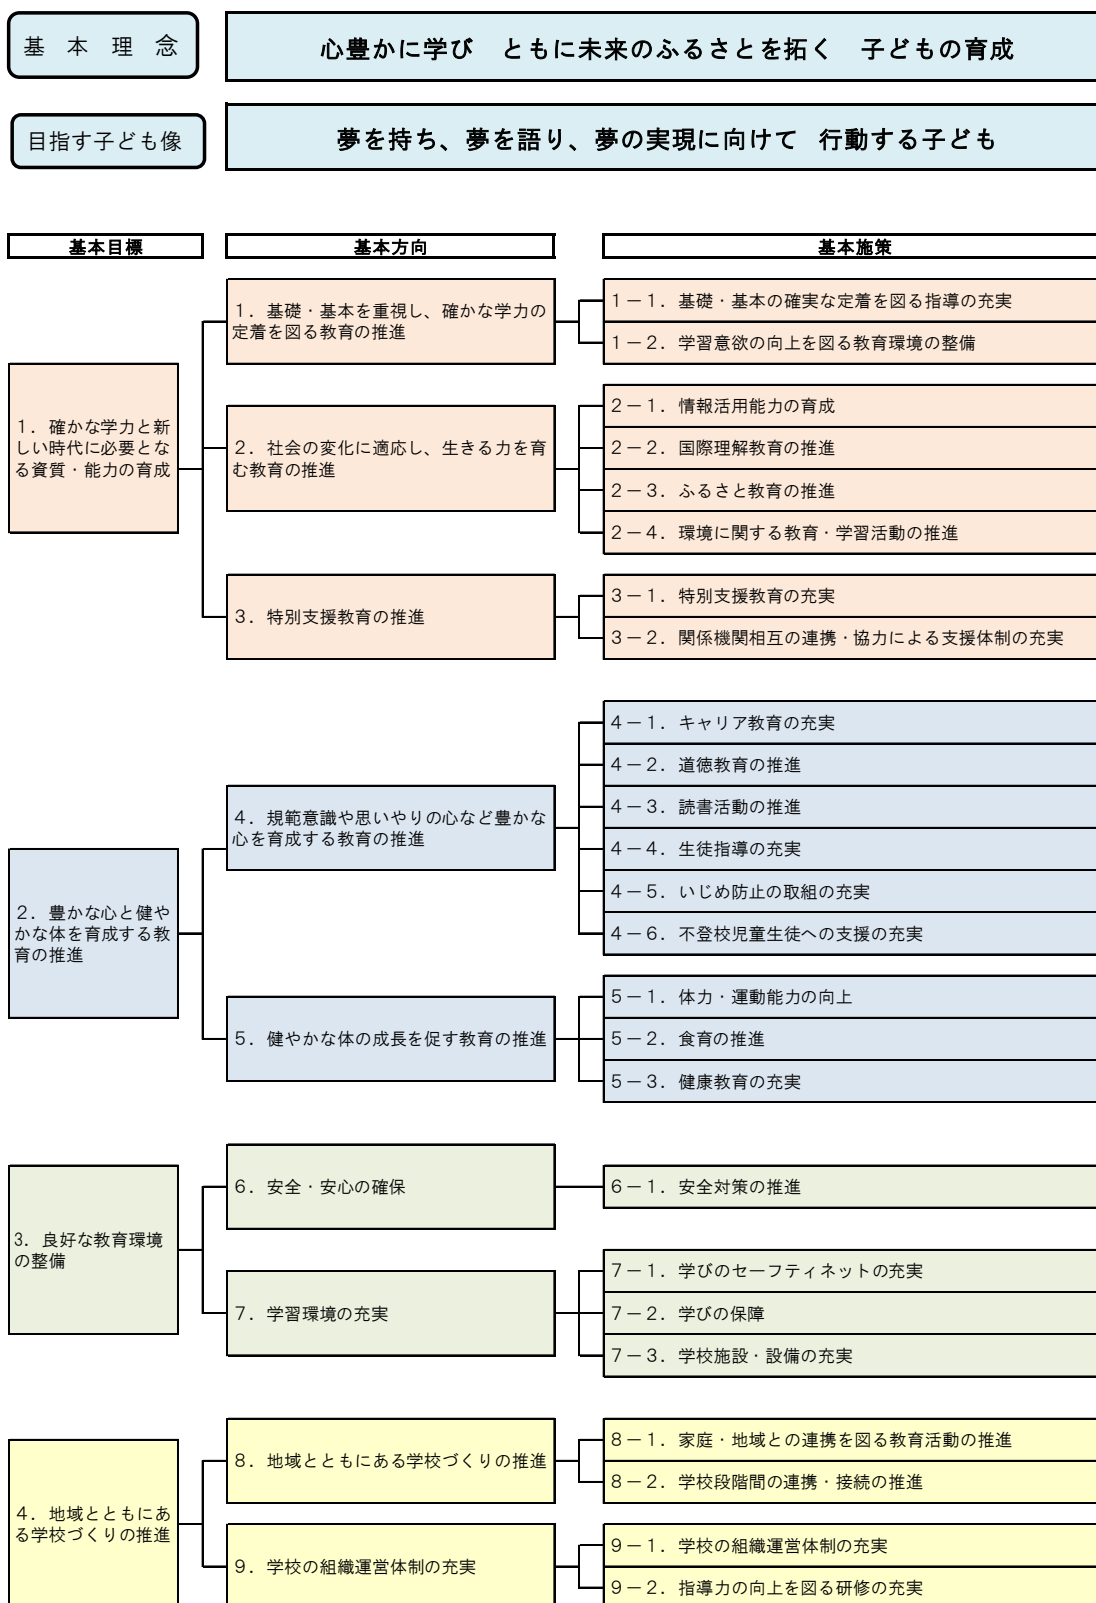 基 本 理 念
心豊かに学び ともに未来のふるさとを拓く 子どもの育成
目指す子ども像
夢を持ち、夢を語り、夢の実現に向けて 行動する子ども
基本目標
基本方向
基本施策
1．確かな学力と新
しい時代に必要とな
る資質・能力の育成
1．基礎・基本を重視し、確かな学力の
定着を図る教育の推進
1－1．基礎・基本の確実な定着を図る指導の充実
1－2．学習意欲の向上を図る教育環境の整備
2．社会の変化に適応し、生きる力を育
む教育の推進
2－1．情報活用能力の育成
2－2．国際理解教育の推進
2－3．ふるさと教育の推進
2－4．環境に関する教育・学習活動の推進
3．特別支援教育の推進
3－1．特別支援教育の充実
3－2．関係機関相互の連携・協力による支援体制の充実
2．豊かな心と健や
かな体を育成する教
育の推進
4．規範意識や思いやりの心など豊かな
心を育成する教育の推進
4－1．キャリア教育の充実
4－2．道徳教育の推進
4－3．読書活動の推進
4－4．生徒指導の充実
4－5．いじめ防止の取組の充実
4－6．不登校児童生徒への支援の充実
5．健やかな体の成長を促す教育の推進
5－1．体力・運動能力の向上
5－2．食育の推進
5－3．健康教育の充実
3．良好な教育環境
の整備
6．安全・安心の確保
6－1．安全対策の推進
7．学習環境の充実
7－1．学びのセーフティネットの充実
7－2．学びの保障
7－3．学校施設・設備の充実
4．地域とともにあ
る学校づくりの推進
8．地域とともにある学校づくりの推進
8－1．家庭・地域との連携を図る教育活動の推進
8－2．学校段階間の連携・接続の推進
9．学校の組織運営体制の充実
9－1．学校の組織運営体制の充実
9－2．指導力の向上を図る研修の充実